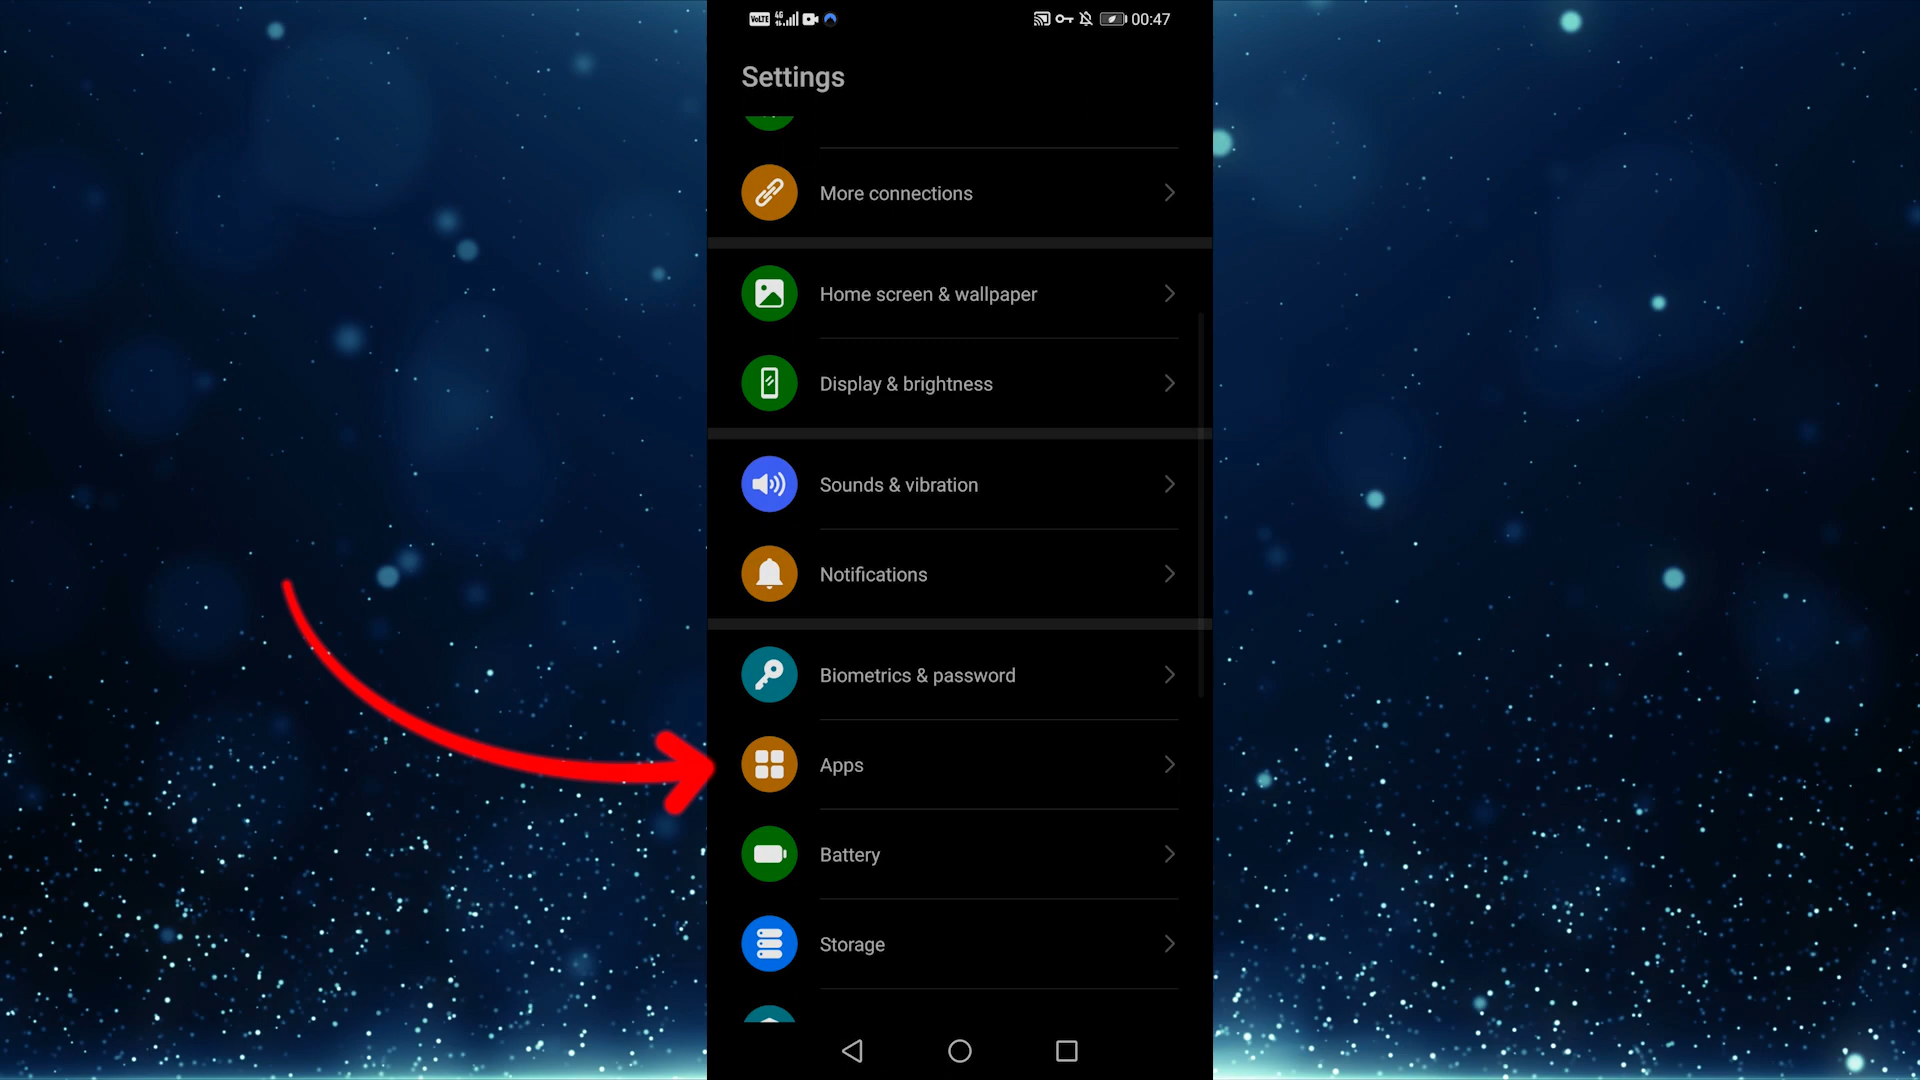 VoLTE 4G 00:47
Settings
More connections
Home screen & wallpaper
Display & brightness
Sounds & vibration
Notifications
Biometrics & password
Apps
Battery
Storage